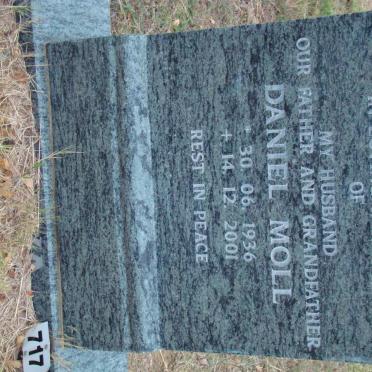 OF
MY HUSBAND
OUR FATHER, AND GRANDFATHER
DANIEL MOLL
* 30. 06. 1936
+ 14. 12. 2001
REST IN PEACE
717